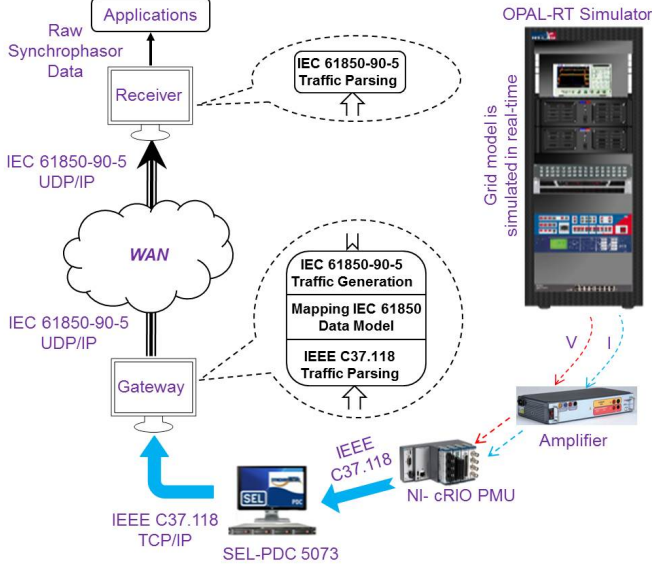 Applications
Raw
Synchrophasor
Data
Receiver
IEC 61850-90-5
Traffic Parsing
IEC 61850-90-5
UDP/IP
WAN
IEC 61850-90-5
UDP/IP
Gateway
IEC 61850-90-5
Traffic Generation
Mapping IEC 61850
Data Model
IEEE C37.118
Traffic Parsing
IEEE C37.118
TCP/IP
SEL
PDC
SEL-PDC 5073
IEEE
C37.118
NI- cRIO PMU
Amplifier
V
I
OPAL-RT Simulator
Grid model is
simulated in real-time